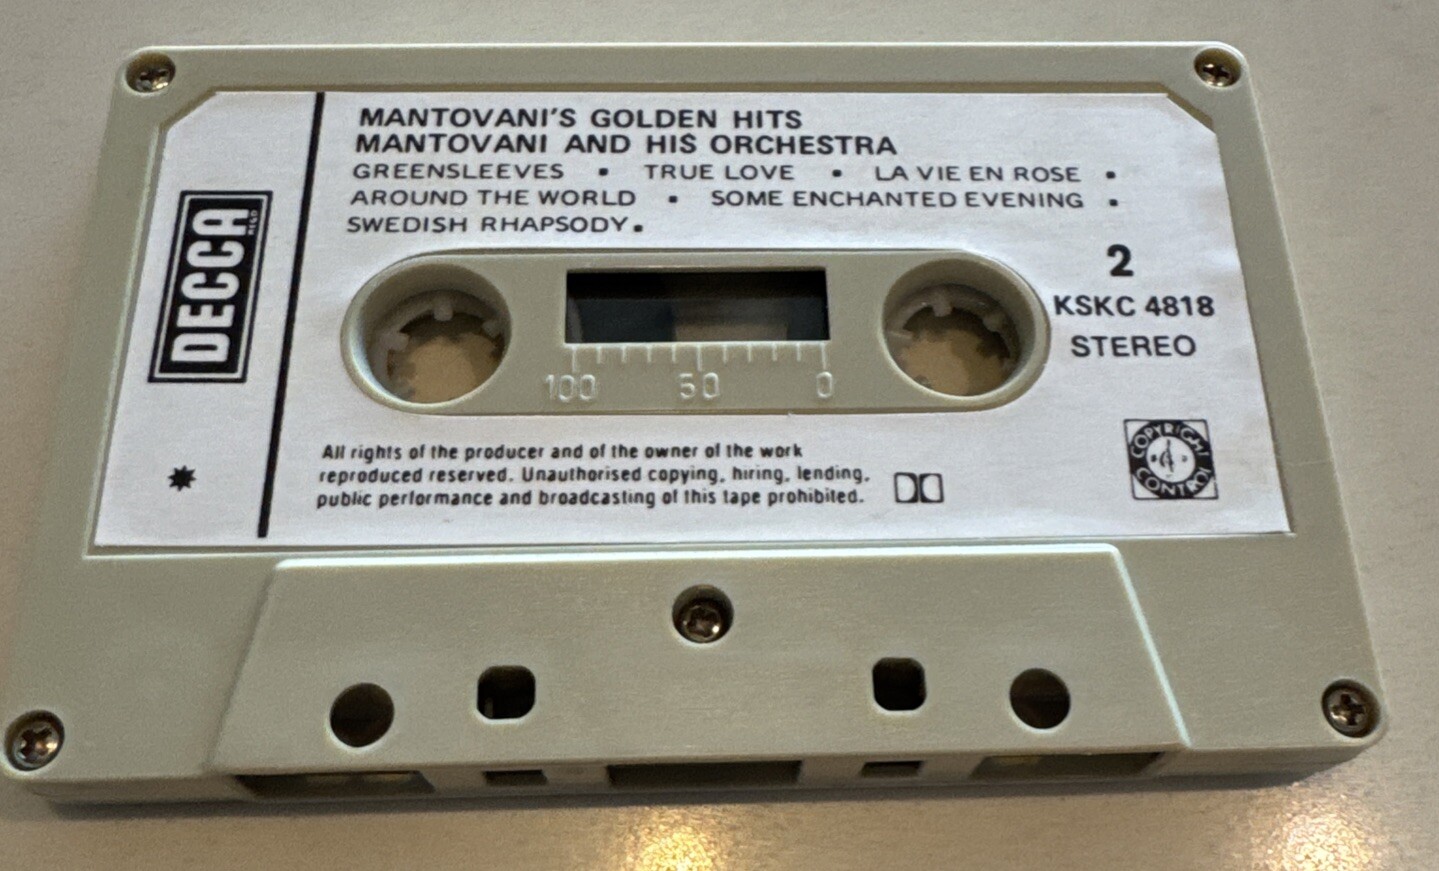 MANTOVANI'S GOLDEN HITS
MANTOVANI AND HIS ORCHESTRA
GREENSLEEVES • TRUE LOVE • LA VIE EN ROSE •
AROUND THE WORLD • SOME ENCHANTED EVENING •
SWEDISH RHAPSODY.
DECCA
2
KSKC 4818
STEREO
100 50 0
All rights of the producer and of the owner of the work
reproduced reserved. Unauthorised copying, hiring, lending,
public performance and broadcasting of this tape prohibited.
COPYRIGHT
CONTROL